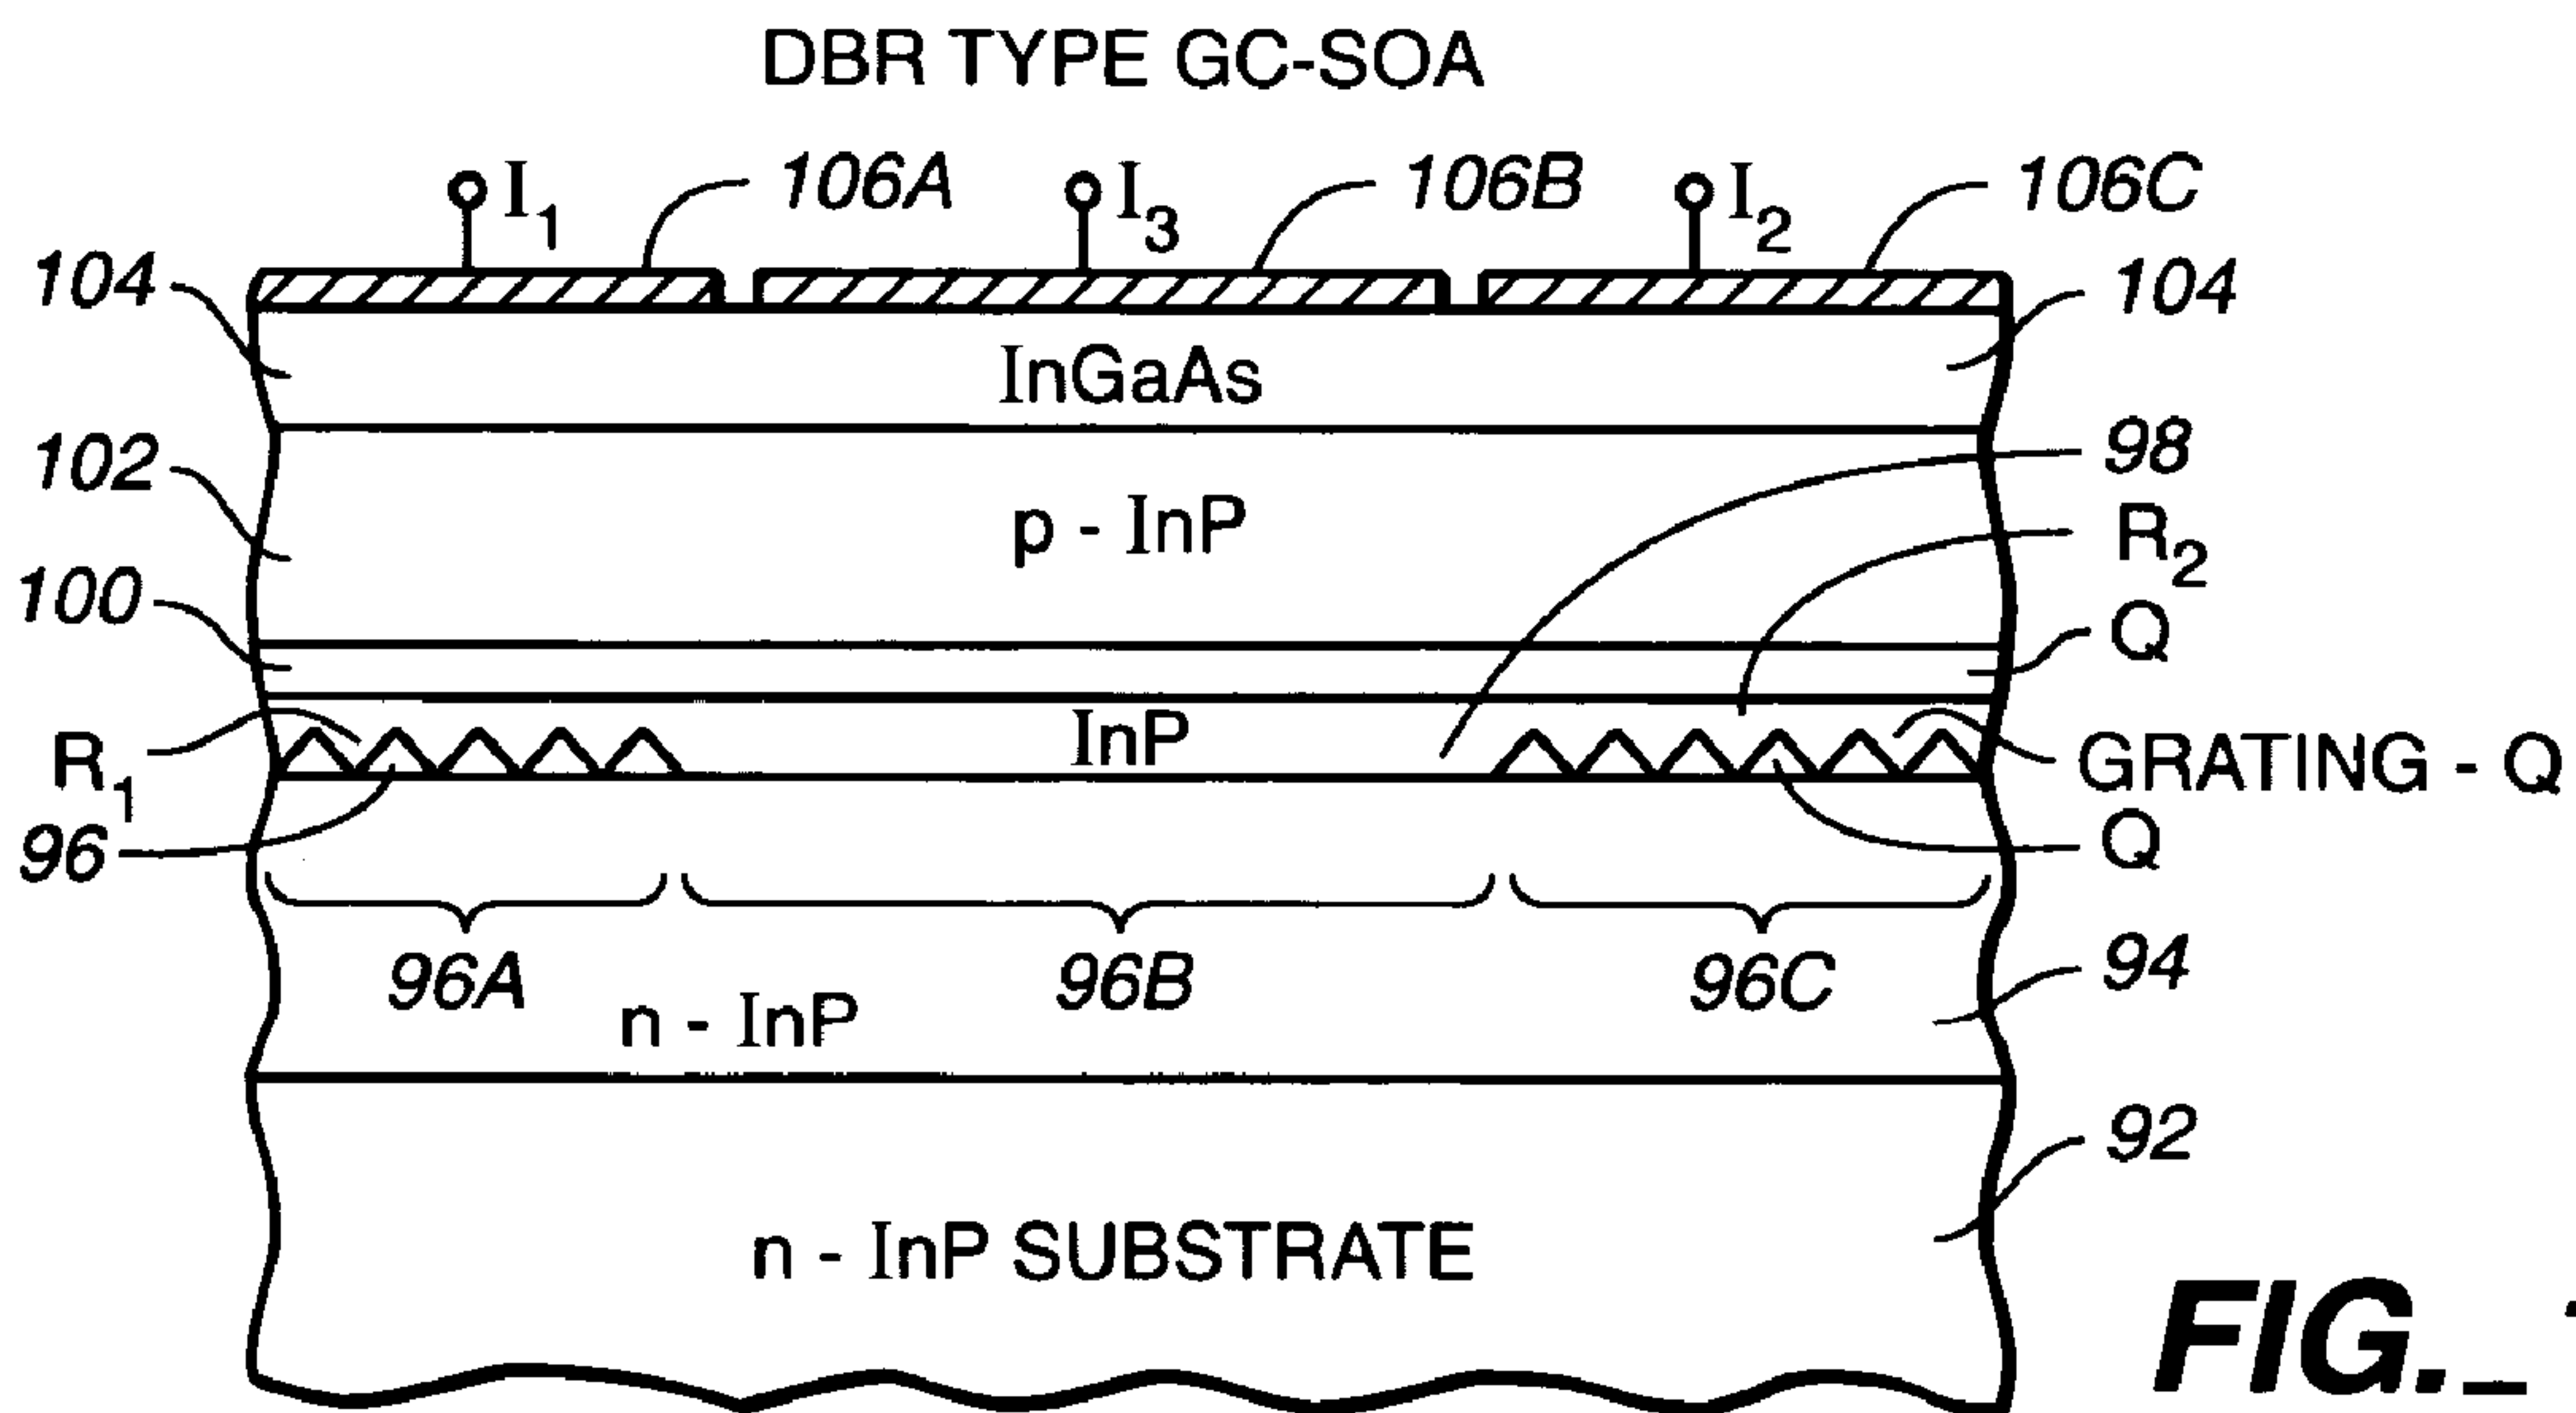 DBR TYPE GC-SOA
I1 106A I3 106B I2 106C
104 104
InGaAs
102 98
p - InP R2
100 Q
R1 InP GRATING - Q
96 Q
96A 96B 96C 94
n - InP
92
n - InP SUBSTRATE
FIG._